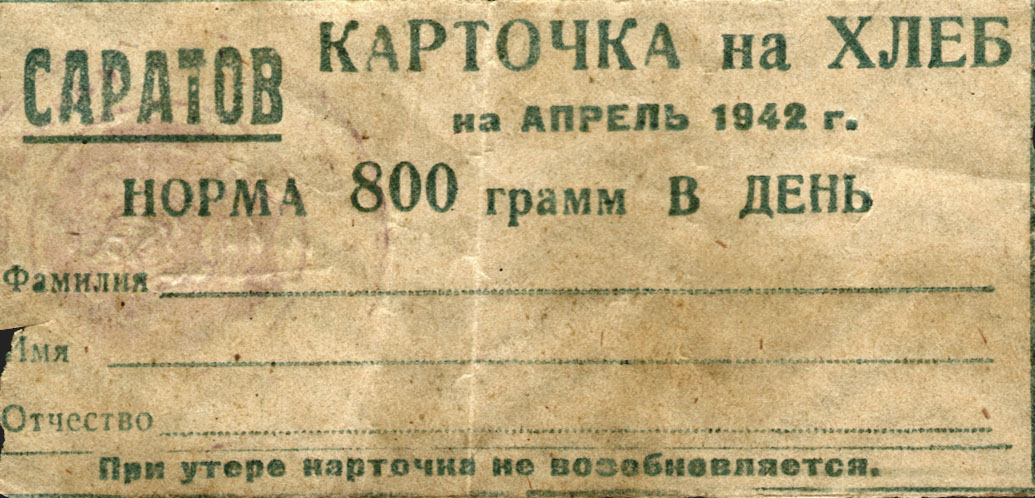 САРАТОВ
КАРТОЧКА на ХЛЕБ
на АПРЕЛЬ 1942 г.
НОРМА 800 грамм В ДЕНЬ
Фамилия
Имя
Отчество
При утере карточка не возобновляется.